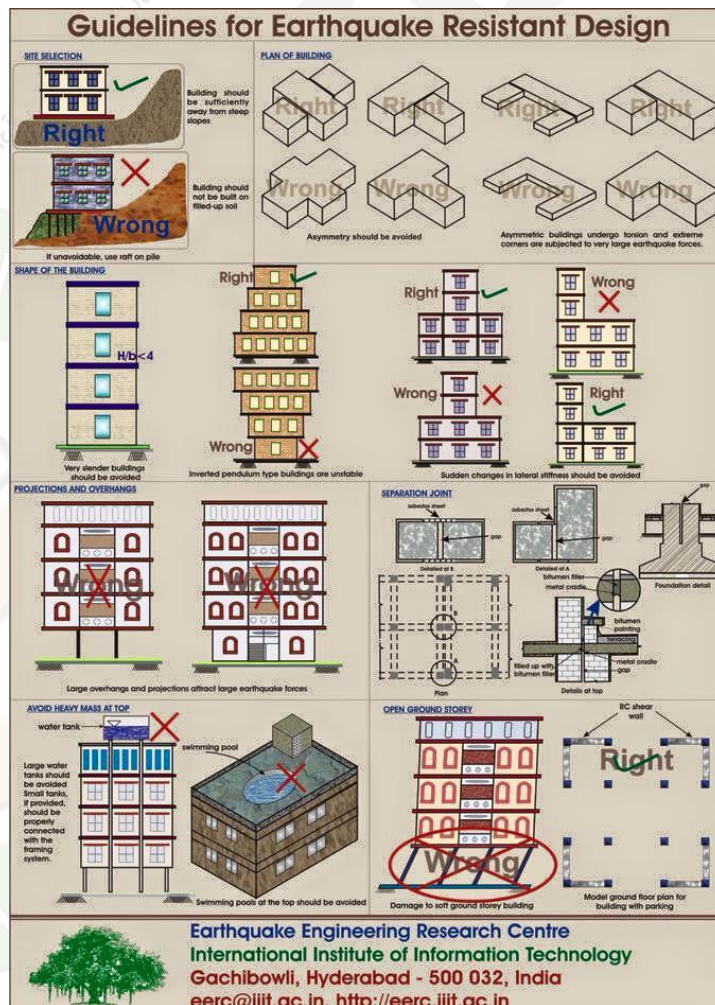 Guidelines for Earthquake Resistant Design
SITE SELECTION
Right
Building should
be sufficiently
away from steep
slopes
Wrong
Building should
not be built on
filled-up soil
If unavoidable, use raft on pile
PLAN OF BUILDING
Right
Right
Right
Right
Wrong
Wrong
Wrong
Wrong
Asymmetry should be avoided
Asymmetric buildings undergo torsion and extreme
corners are subjected to very large earthquake forces.
SHAPE OF THE BUILDING
H/b<4
Very slender buildings
should be avoided
Right
Wrong
Inverted pendulum type buildings are unstable
Right
Wrong
Wrong
Right
Sudden changes in lateral stiffness should be avoided
PROJECTIONS AND OVERHANGS
Wrong
Wrong
Large overhangs and projections attract large earthquake forces
SEPARATION JOINT
asbestos sheet
gap
Detailed at B
asbestos sheet
gap
Detailed at A
gap
Foundation detail
B
A
Plan
bitumen filler
metal cradle
bitumen
painting
terracing
filled up with
bitumen filler
metal cradle
gap
Details at top
AVOID HEAVY MASS AT TOP
water tank
Large water
tanks should
be avoided
Small tanks,
if provided,
should be
properly
connected
with the
framing
system.
swimming pool
Swimming pools at the top should be avoided
OPEN GROUND STOREY
Wrong
Damage to soft ground storey building
RC shear
wall
Right
Model ground floor plan for
building with parking
Earthquake Engineering Research Centre
International Institute of Information Technology
Gachibowli, Hyderabad - 500 032, India
eerc@iiit.ac.in, http://eerc.iiit.ac.in